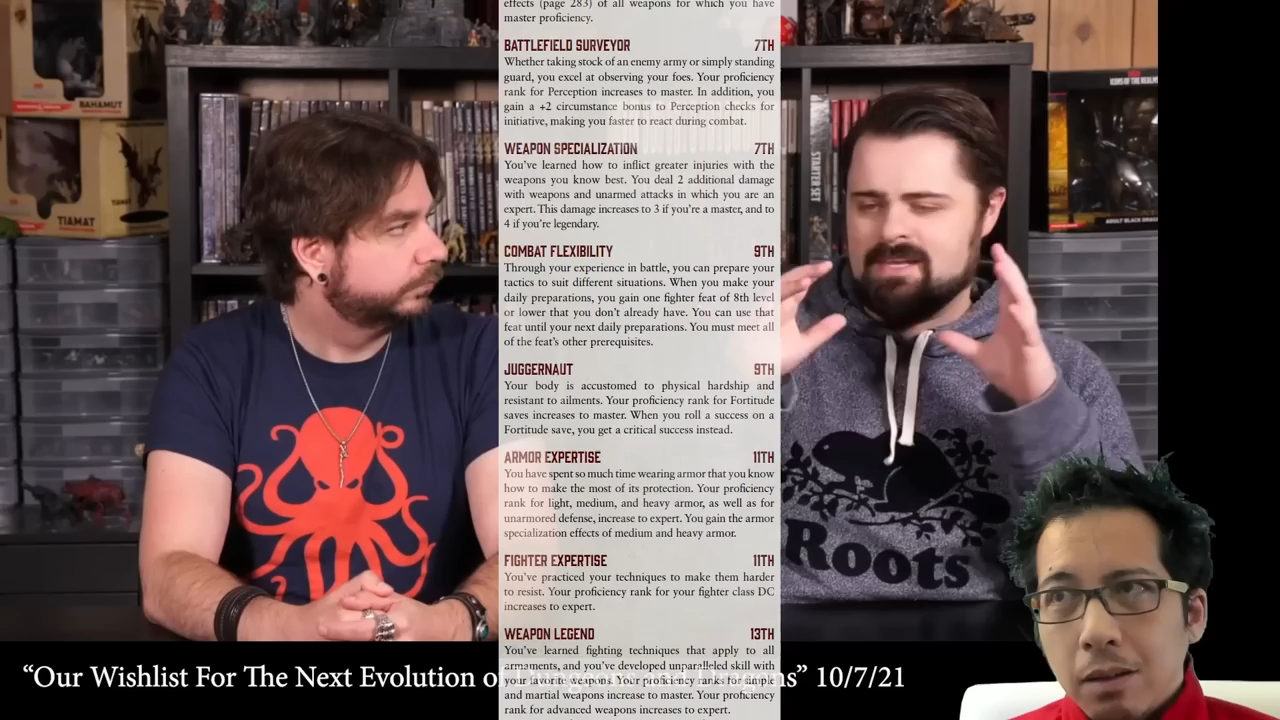 effects (page 283) of all weapons for which you have
master proficiency.
BATTLEFIELD SURVEYOR 7TH
Whether taking stock of an enemy army or simply standing
guard, you excel at observing your foes. Your proficiency
rank for Perception increases to master. In addition, you
gain a +2 circumstance bonus to Perception checks for
initiative, making you faster to react during combat.
WEAPON SPECIALIZATION 7TH
You've learned how to inflict greater injuries with the
weapons you know best. You deal 2 additional damage
with weapons and unarmed attacks in which you are an
expert. This damage increases to 3 if you're a master, and to
4 if you're legendary.
COMBAT FLEXIBILITY 9TH
Through your experience in battle, you can prepare your
tactics to suit different situations. When you make your
daily preparations, you gain one fighter feat of 8th level
or lower that you don't already have. You can use that
feat until your next daily preparations. You must meet all
of the feat's other prerequisites.
JUGGERNAUT 9TH
Your body is accustomed to physical hardship and
resistant to ailments. Your proficiency rank for Fortitude
saves increases to master. When you roll a success on a
Fortitude save, you get a critical success instead.
ARMOR EXPERTISE 11TH
You have spent so much time wearing armor that you know
how to make the most of its protection. Your proficiency
rank for light, medium, and heavy armor, as well as for
unarmored defense, increase to expert. You gain the armor
specialization effects of medium and heavy armor.
FIGHTER EXPERTISE 11TH
You've practiced your techniques to make them harder
to resist. Your proficiency rank for your fighter class DC
increases to expert.
WEAPON LEGEND 13TH
You've learned fighting techniques that apply to all
armaments, and you've developed unparalleled skill with
your favorite weapons. Your proficiency ranks for simple
and martial weapons increase to master. Your proficiency
rank for advanced weapons increases to expert.
BAHAMUT
TIAMAT
STARTER SET
ICONS OF THE REALMS
ADULT BLACK DRAGON
Roots
“Our Wishlist For The Next Evolution of Dungeons and Dragons” 10/7/21